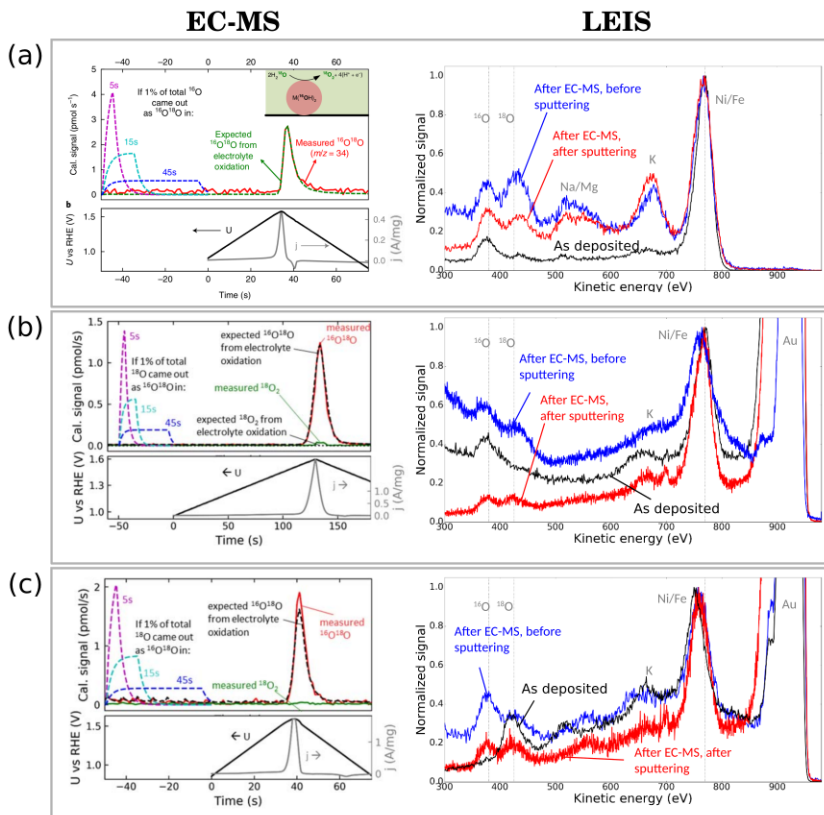 EC-MS
LEIS
(a)
-40 -20 0 20 40 60
Cal. signal (pmol s⁻¹)
5
4
3
2
1
0
5s
15s
45s
If 1% of total ¹⁶O
came out
as ¹⁶O¹⁸O in:
Expected
¹⁶O¹⁸O from
electrolyte
oxidation
Measured ¹⁶O¹⁸O
(m/z = 34)
b
U vs RHE (V)
1.5
1.0
U
j
0.4
0.2
0.0
j (A/mg)
-40 -20 0 20 40 60
Time (s)
Normalized signal
1.0
0.8
0.6
0.4
0.2
0.0
After EC-MS, before
sputtering
After EC-MS,
after sputtering
¹⁶O ¹⁸O
Ni/Fe
K
Na/Mg
As deposited
300 400 500 600 700 800 900
Kinetic energy (eV)
(b)
Cal. signal (pmol/s)
1.5
1.0
0.5
0.0
5s
15s
45s
If 1% of total
¹⁸O came out
as ¹⁶O¹⁸O in:
expected ¹⁶O¹⁸O
from electrolyte
oxidation
measured
¹⁶O¹⁸O
measured ¹⁸O₂
expected ¹⁸O₂ from
electrolyte oxidation
U vs RHE (V)
1.6
1.3
1.0
U
j
1.0
0.5
0.0
j (A/mg)
-50 0 50 100 150
Time (s)
Normalized signal
1.0
0.8
0.6
0.4
0.2
0.0
¹⁶O ¹⁸O
Ni/Fe
Au
After EC-MS, before
sputtering
K
After EC-MS,
after sputtering
As deposited
300 400 500 600 700 800 900
Kinetic energy (eV)
(c)
Cal. signal (pmol/s)
2
1
0
5s
15s
45s
If 1% of total
¹⁸O came out
as ¹⁶O¹⁸O in:
expected ¹⁶O¹⁸O
from electrolyte
oxidation
measured
¹⁶O¹⁸O
measured ¹⁸O₂
U vs RHE (V)
1.5
1.0
U
j
1
0
j (A/mg)
-40 -20 0 20 40 60
Time (s)
Normalized signal
1.0
0.8
0.6
0.4
0.2
0.0
¹⁶O ¹⁸O
Ni/Fe
Au
After EC-MS, before
sputtering
As deposited
K
After EC-MS, after
sputtering
300 400 500 600 700 800 900
Kinetic energy (eV)